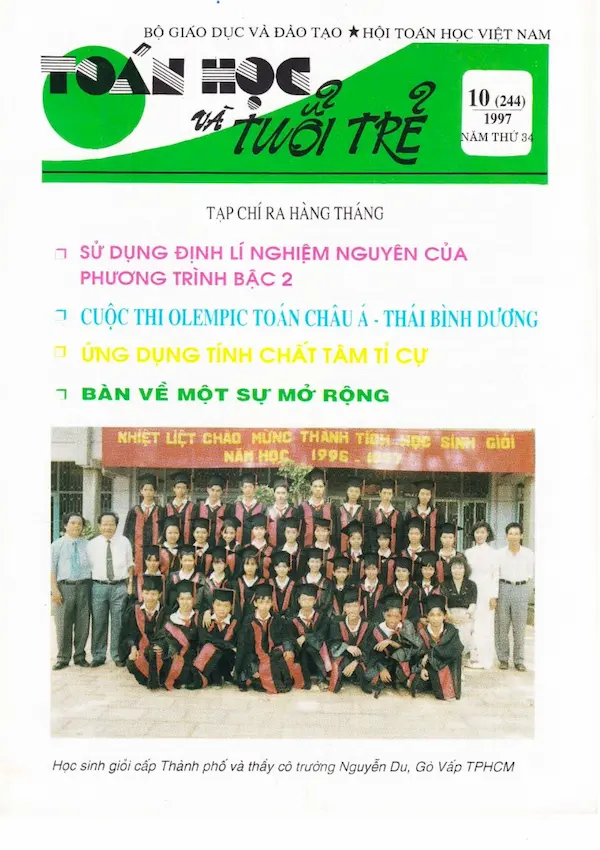 BỘ GIÁO DỤC VÀ ĐÀO TẠO ★ HỘI TOÁN HỌC VIỆT NAM
TOÁN HỌC
VÀ TUỔI TRẺ
10 (244)
1997
NĂM THỨ 34
TẠP CHÍ RA HÀNG THÁNG
SỬ DỤNG ĐỊNH LÍ NGHIỆM NGUYÊN CỦA
PHƯƠNG TRÌNH BẬC 2
CUỘC THI OLEMPIC TOÁN CHÂU Á - THÁI BÌNH DƯƠNG
ỨNG DỤNG TÍNH CHẤT TÂM TỈ CỰ
BÀN VỀ MỘT SỰ MỞ RỘNG
NHIỆT LIỆT CHÀO MỪNG THÀNH TÍCH HỌC SINH GIỎI
NĂM HỌC 1996 - 1997
Học sinh giỏi cấp Thành phố và thầy cô trường Nguyễn Du, Gò Vấp TPHCM